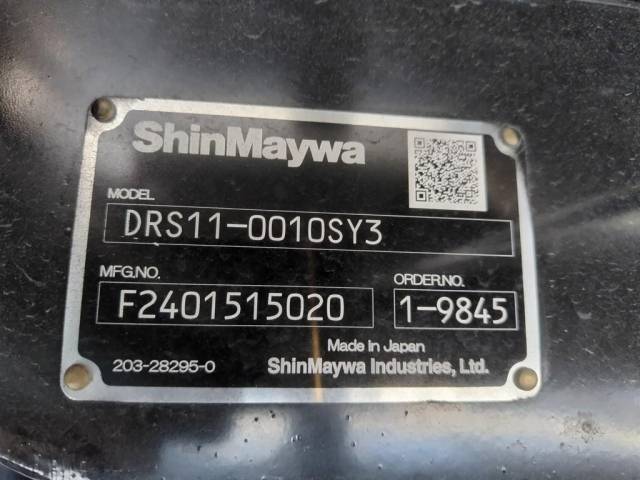 ShinMaywa
MODEL
DRS11-0010SY3
MFG.NO.
F2401515020
ORDER.NO.
1-9845
Made in Japan
203-28295-0
ShinMaywa Industries, Ltd.